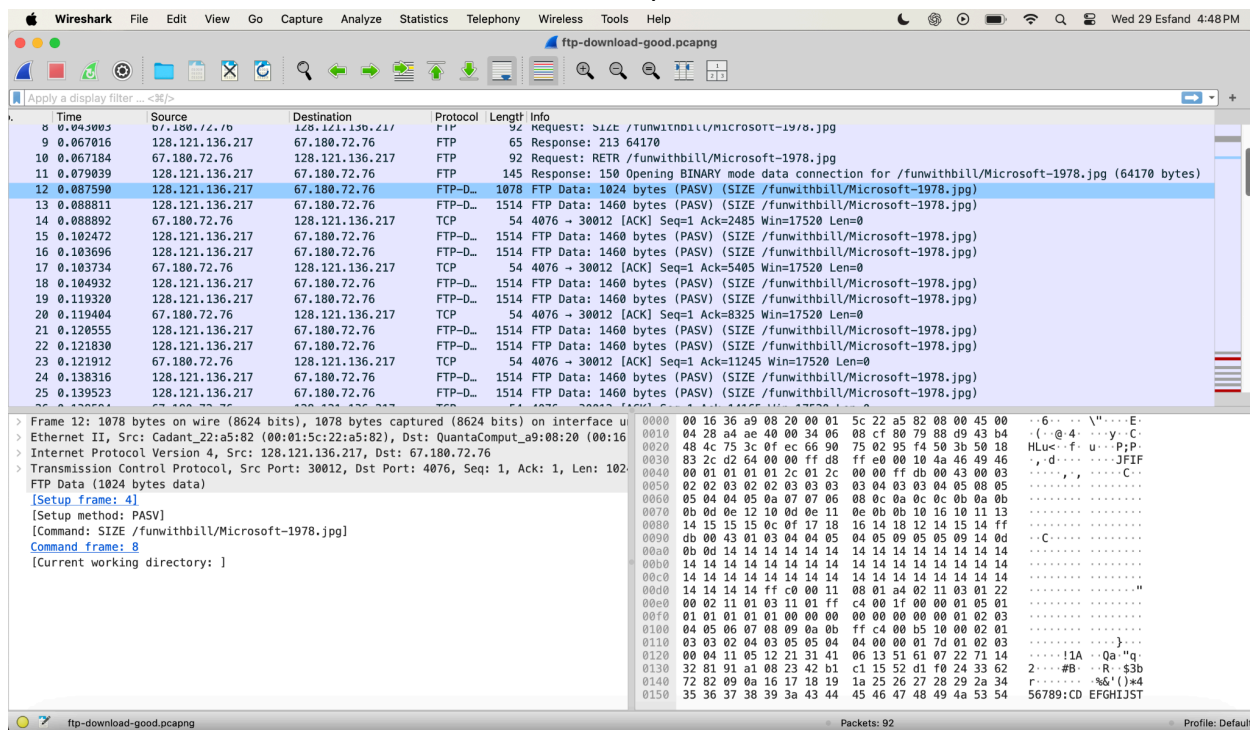 Wireshark File Edit View Go Capture Analyze Statistics Telephony Wireless Tools Help Wed 29 Esfand 4:48 PM
ftp-download-good.pcapng
Apply a display filter ... <⌘/>
Time Source Destination Protocol Length Info
8 0.043003 67.180.72.76 128.121.136.217 FTP 92 Request: SIZE /funwithbill/Microsoft-1978.jpg
9 0.067016 128.121.136.217 67.180.72.76 FTP 65 Response: 213 64170
10 0.067184 67.180.72.76 128.121.136.217 FTP 92 Request: RETR /funwithbill/Microsoft-1978.jpg
11 0.079039 128.121.136.217 67.180.72.76 FTP 145 Response: 150 Opening BINARY mode data connection for /funwithbill/Microsoft-1978.jpg (64170 bytes)
12 0.087590 128.121.136.217 67.180.72.76 FTP-D… 1078 FTP Data: 1024 bytes (PASV) (SIZE /funwithbill/Microsoft-1978.jpg)
13 0.088811 128.121.136.217 67.180.72.76 FTP-D… 1514 FTP Data: 1460 bytes (PASV) (SIZE /funwithbill/Microsoft-1978.jpg)
14 0.088892 67.180.72.76 128.121.136.217 TCP 54 4076 → 30012 [ACK] Seq=1 Ack=2485 Win=17520 Len=0
15 0.102472 128.121.136.217 67.180.72.76 FTP-D… 1514 FTP Data: 1460 bytes (PASV) (SIZE /funwithbill/Microsoft-1978.jpg)
16 0.103696 128.121.136.217 67.180.72.76 FTP-D… 1514 FTP Data: 1460 bytes (PASV) (SIZE /funwithbill/Microsoft-1978.jpg)
17 0.103734 67.180.72.76 128.121.136.217 TCP 54 4076 → 30012 [ACK] Seq=1 Ack=5405 Win=17520 Len=0
18 0.104932 128.121.136.217 67.180.72.76 FTP-D… 1514 FTP Data: 1460 bytes (PASV) (SIZE /funwithbill/Microsoft-1978.jpg)
19 0.119320 128.121.136.217 67.180.72.76 FTP-D… 1514 FTP Data: 1460 bytes (PASV) (SIZE /funwithbill/Microsoft-1978.jpg)
20 0.119404 67.180.72.76 128.121.136.217 TCP 54 4076 → 30012 [ACK] Seq=1 Ack=8325 Win=17520 Len=0
21 0.120555 128.121.136.217 67.180.72.76 FTP-D… 1514 FTP Data: 1460 bytes (PASV) (SIZE /funwithbill/Microsoft-1978.jpg)
22 0.121830 128.121.136.217 67.180.72.76 FTP-D… 1514 FTP Data: 1460 bytes (PASV) (SIZE /funwithbill/Microsoft-1978.jpg)
23 0.121912 67.180.72.76 128.121.136.217 TCP 54 4076 → 30012 [ACK] Seq=1 Ack=11245 Win=17520 Len=0
24 0.138316 128.121.136.217 67.180.72.76 FTP-D… 1514 FTP Data: 1460 bytes (PASV) (SIZE /funwithbill/Microsoft-1978.jpg)
25 0.139523 128.121.136.217 67.180.72.76 FTP-D… 1514 FTP Data: 1460 bytes (PASV) (SIZE /funwithbill/Microsoft-1978.jpg)
> Frame 12: 1078 bytes on wire (8624 bits), 1078 bytes captured (8624 bits) on interface u
> Ethernet II, Src: Cadant_22:a5:82 (00:01:5c:22:a5:82), Dst: QuantaComput_a9:08:20 (00:16
> Internet Protocol Version 4, Src: 128.121.136.217, Dst: 67.180.72.76
> Transmission Control Protocol, Src Port: 30012, Dst Port: 4076, Seq: 1, Ack: 1, Len: 102
FTP Data (1024 bytes data)
[Setup frame: 4]
[Setup method: PASV]
[Command: SIZE /funwithbill/Microsoft-1978.jpg]
Command frame: 8
[Current working directory: ]
0000 00 16 36 a9 08 20 00 01 5c 22 a5 82 08 00 45 00 ··6·· ·· \"····E·
0010 04 28 a4 ae 40 00 34 06 08 cf 80 79 88 d9 43 b4 ·(··@·4· ···y··C·
0020 48 4c 75 3c 0f ec 66 90 75 02 95 f4 50 3b 50 18 HLu<··f· u···P;P·
0030 83 2c d2 64 00 00 ff d8 ff e0 00 10 4a 46 49 46 ·,·d···· ····JFIF
0040 00 01 01 01 01 2c 01 2c 00 00 ff db 00 43 00 03 ·····,·, ·····C··
0050 02 02 03 02 02 03 03 03 03 04 03 03 04 05 08 05 ········ ········
0060 05 04 04 05 0a 07 07 06 08 0c 0a 0c 0c 0b 0a 0b ········ ········
0070 0b 0d 0e 12 10 0d 0e 11 0e 0b 0b 10 16 10 11 13 ········ ········
0080 14 15 15 15 0c 0f 17 18 16 14 18 12 14 15 14 ff ········ ········
0090 db 00 43 01 03 04 04 05 04 05 09 05 05 09 14 0d ··C····· ········
00a0 0b 0d 14 14 14 14 14 14 14 14 14 14 14 14 14 14 ········ ········
00b0 14 14 14 14 14 14 14 14 14 14 14 14 14 14 14 14 ········ ········
00c0 14 14 14 14 14 14 14 14 14 14 14 14 14 14 14 14 ········ ········
00d0 14 14 14 14 ff c0 00 11 08 01 a4 02 11 03 01 22 ········ ·······"
00e0 00 02 11 01 03 11 01 ff c4 00 1f 00 00 01 05 01 ········ ········
00f0 01 01 01 01 01 00 00 00 00 00 00 00 00 01 02 03 ········ ········
0100 04 05 06 07 08 09 0a 0b ff c4 00 b5 10 00 02 01 ········ ········
0110 03 03 02 04 03 05 05 04 04 00 00 01 7d 01 02 03 ········ ····}···
0120 00 04 11 05 12 21 31 41 06 13 51 61 07 22 71 14 ·····!1A ··Qa·"q·
0130 32 81 91 a1 08 23 42 b1 c1 15 52 d1 f0 24 33 62 2····#B· ··R··$3b
0140 72 82 09 0a 16 17 18 19 1a 25 26 27 28 29 2a 34 r······· ·%&'()*4
0150 35 36 37 38 39 3a 43 44 45 46 47 48 49 4a 53 54 56789:CD EFGHIJST
ftp-download-good.pcapng Packets: 92 Profile: Default